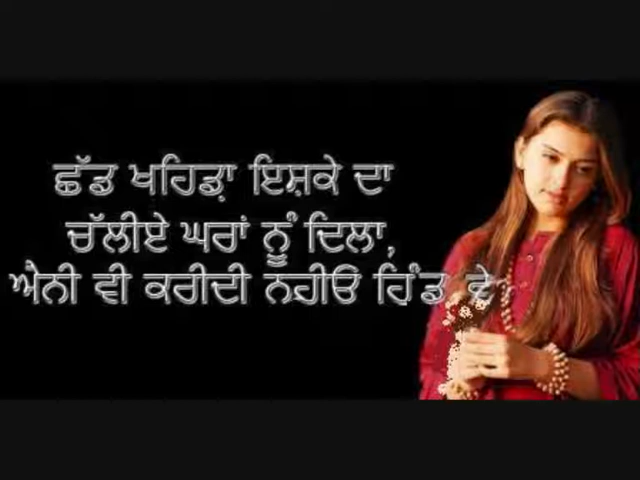 ਛੱਡ ਖਹਿੜਾ ਇਸ਼ਕੇ ਦਾ
ਚੱਲੀਏ ਘਰਾਂ ਨੂੰ ਦਿਲਾ,
ਐਨੀ ਵੀ ਕਰੀਦੀ ਨਹੀਓ ਹਿੰਡ ਵੇ